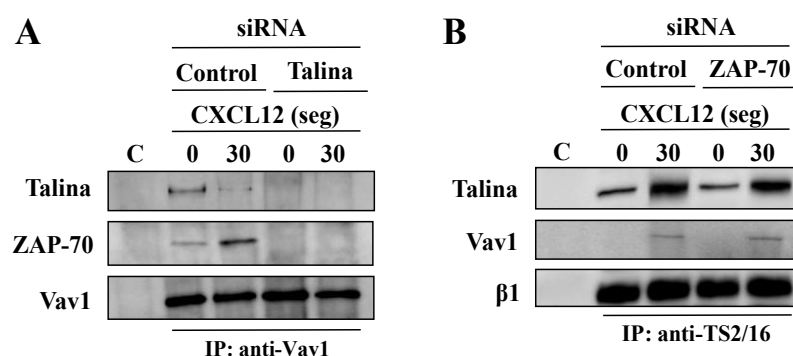 A
siRNA
Control Talina
CXCL12 (seg)
C 0 30 0 30
Talina
ZAP-70
Vav1
IP: anti-Vav1
B
siRNA
Control ZAP-70
CXCL12 (seg)
C 0 30 0 30
Talina
Vav1
β1
IP: anti-TS2/16